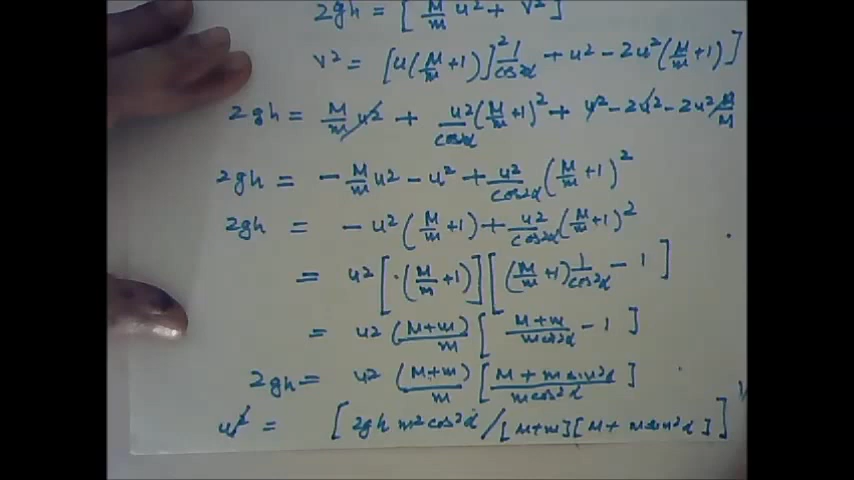 2gh = [ M/m u² + v² ]
v² = [u(M/m +1)]² 1/cos²α + u² - 2u² (M/m +1)]
2gh = M/m u² + u²/cos²α (M/m +1)² + u² - 2u² - 2u² M/M
2gh = - M/m u² - u² + u²/cos²α (M/m +1)²
2gh = - u² (M/m +1) + u²/cos²α (M/m +1)²
= u² [ (M/m +1)] [ (M/m +1) 1/cos²α - 1 ]
= u² (M+m)/m [ M+m/mcos²α - 1 ]
2gh = u² (M+m)/m [ M + m sin²α/mcos²α ]
u² = [ 2gh m² cos²α / [M+m] [M + m sin²α ] ]